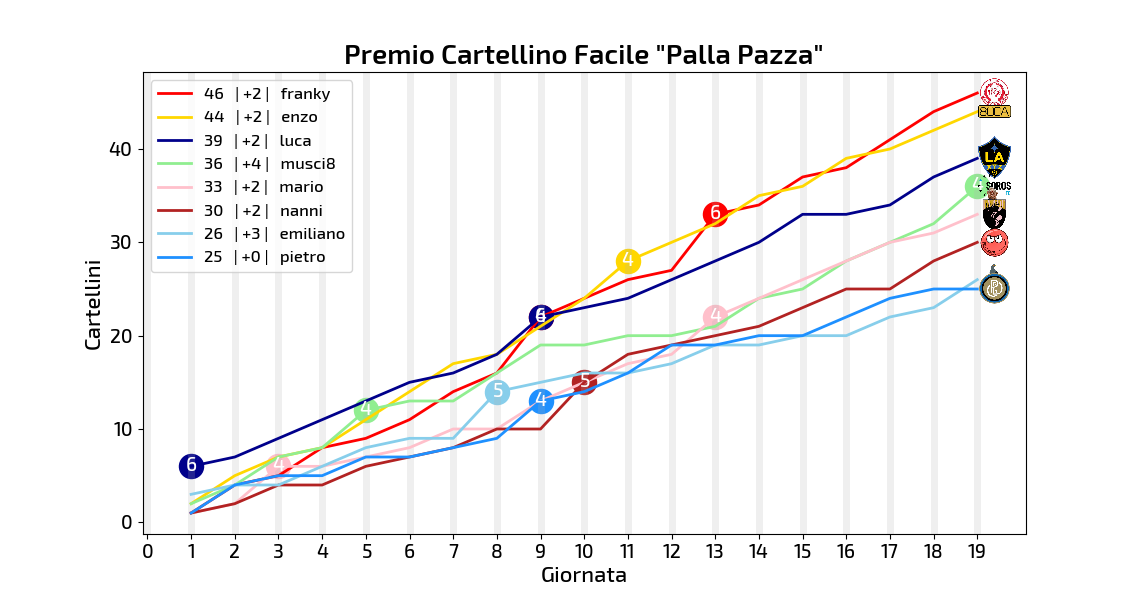 Premio Cartellino Facile "Palla Pazza"
46 | +2 | franky
44 | +2 | enzo
39 | +2 | luca
36 | +4 | musci8
33 | +2 | mario
30 | +2 | nanni
26 | +3 | emiliano
25 | +0 | pietro
Cartellini
40
30
20
10
0
6
4
4
5
4
5
4
6
4
4
BUCA
LA
SOROS
0 1 2 3 4 5 6 7 8 9 10 11 12 13 14 15 16 17 18 19
Giornata